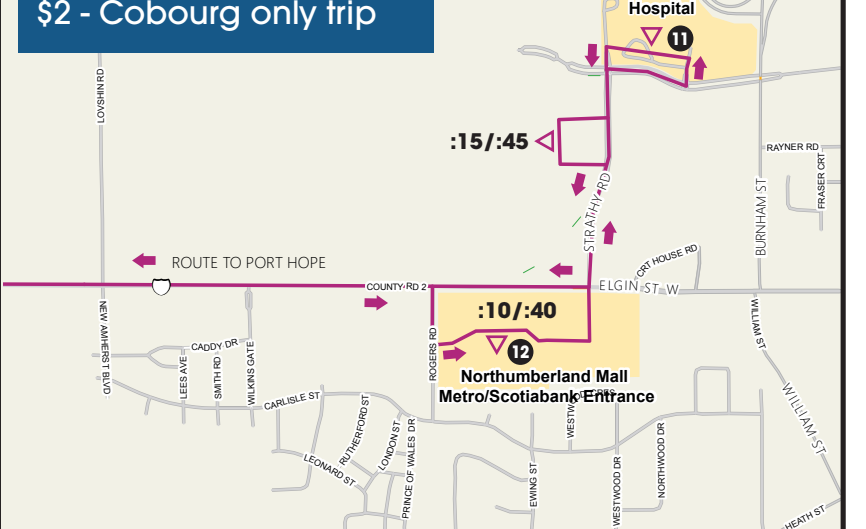 $2 - Cobourg only trip
Hospital
11
LOVSHIN RD
:15/:45
RAYNER RD
FRASER CRT
STRATHY RD
BURNHAM ST
CRT HOUSE RD
ROUTE TO PORT HOPE
COUNTY RD 2
ELGIN ST W
NEW AMHERST BLVD
:10/:40
WILLIAM ST
ROGERS RD
12
CADDY DR
LEES AVE
SMITH RD
WILKINS GATE
Northumberland Mall
Metro/Scotiabank Entrance
CARLISLE ST
WILLIAM ST
RUTHERFORD ST
LONDON ST
PRINCE OF WALES DR
LEONARD ST
EWING ST
WESTWOOD DR
NORTHWOOD DR
HEATH ST